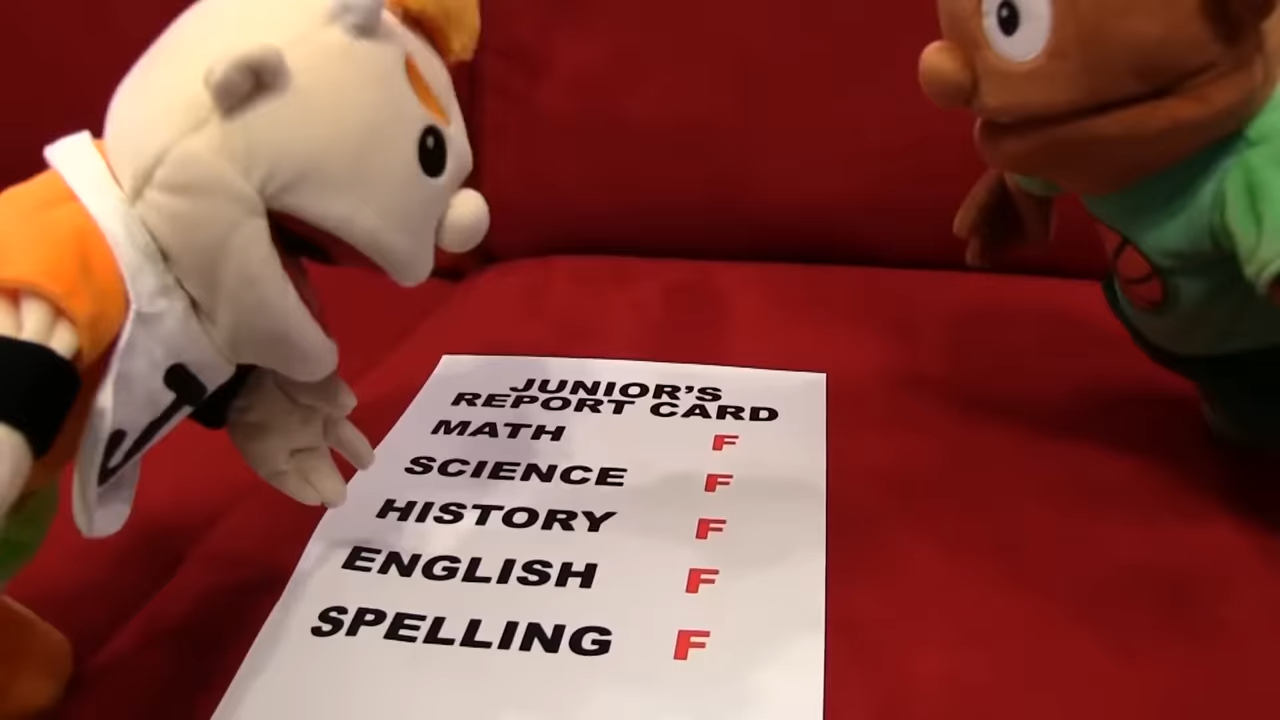 JUNIOR'S
REPORT CARD
MATH F
SCIENCE F
HISTORY F
ENGLISH F
SPELLING F